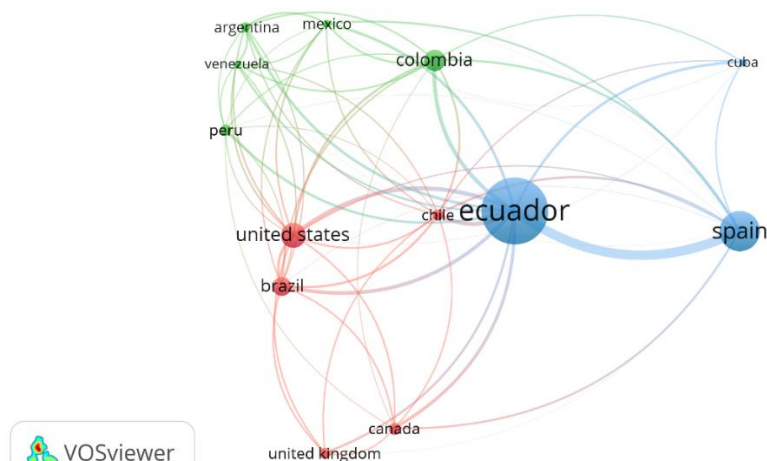 argentina
mexico
venezuela
colombia
cuba
peru
chile
ecuador
united states
spain
brazil
canada
united kingdom
VOSviewer